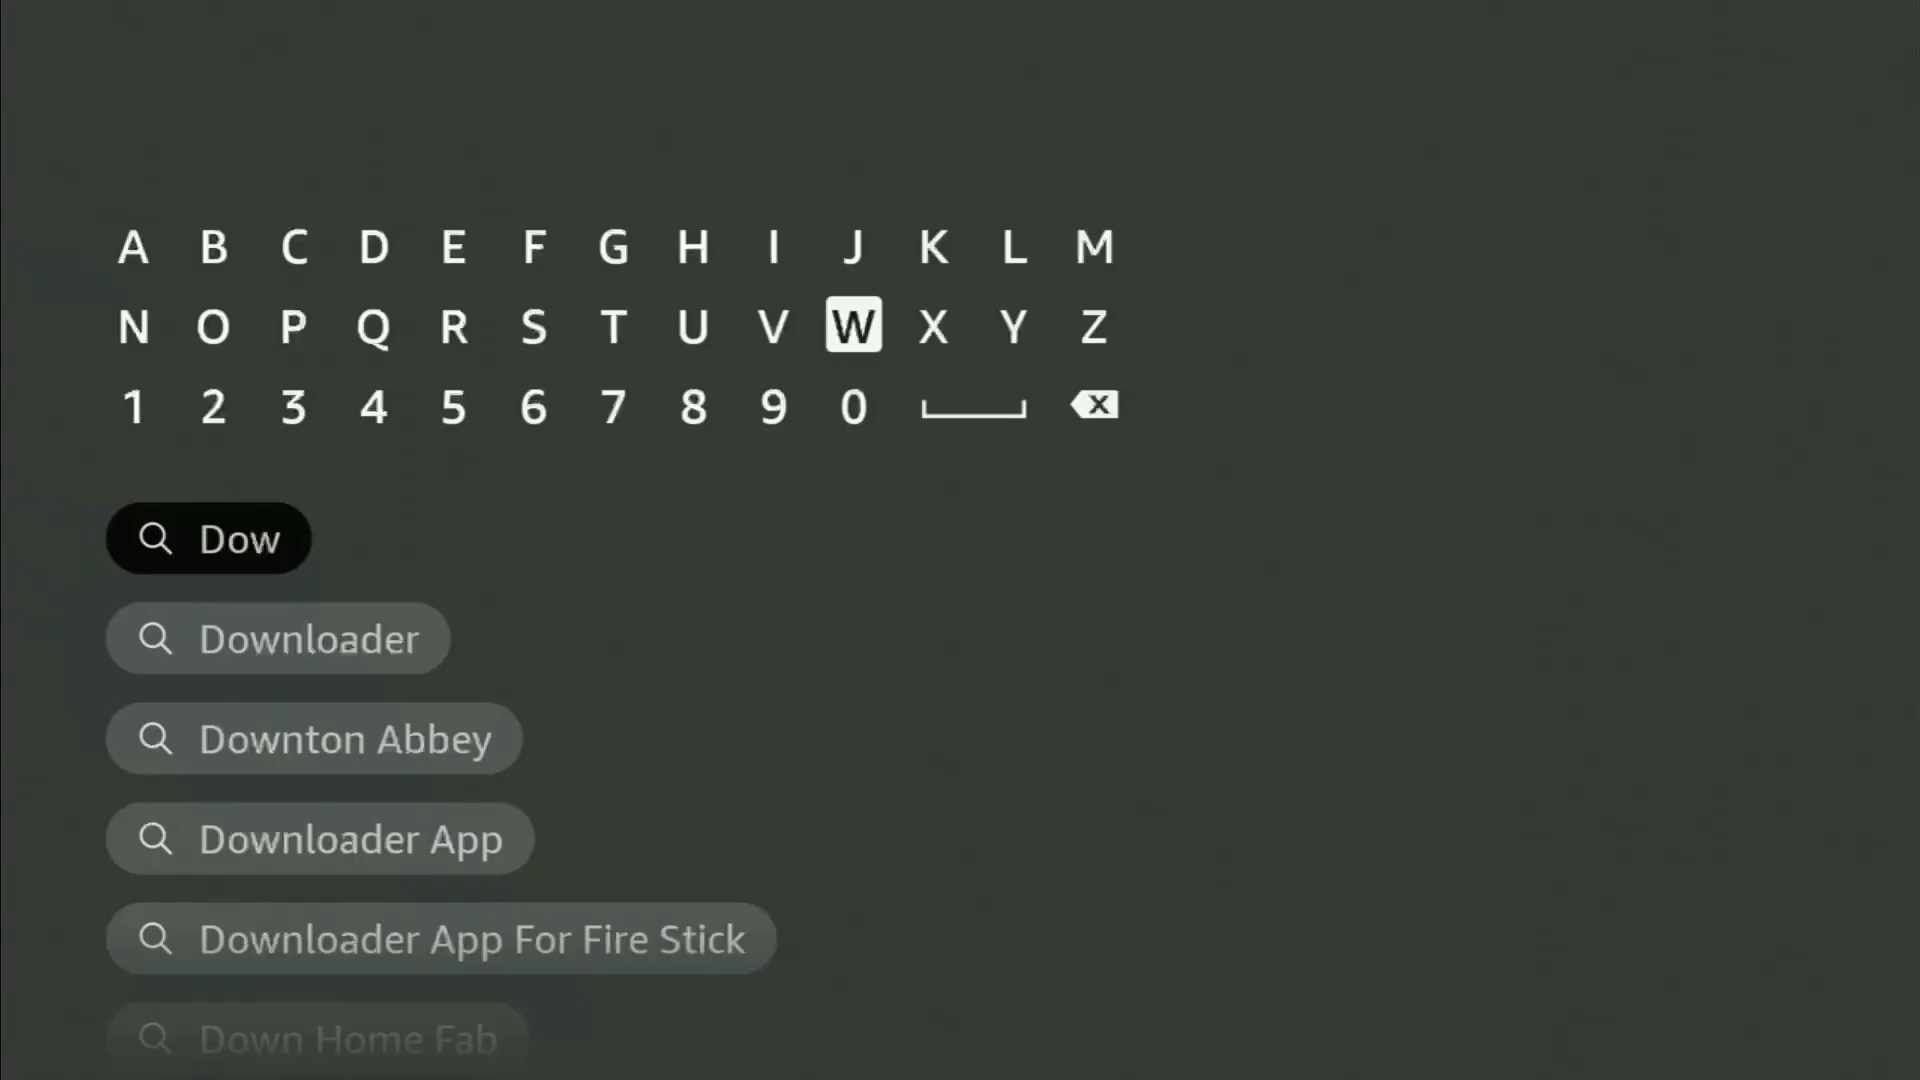 A B C D E F G H I J K L M
N O P Q R S T U V W X Y Z
1 2 3 4 5 6 7 8 9 0
Dow
Downloader
Downton Abbey
Downloader App
Downloader App For Fire Stick
Down Home Fab